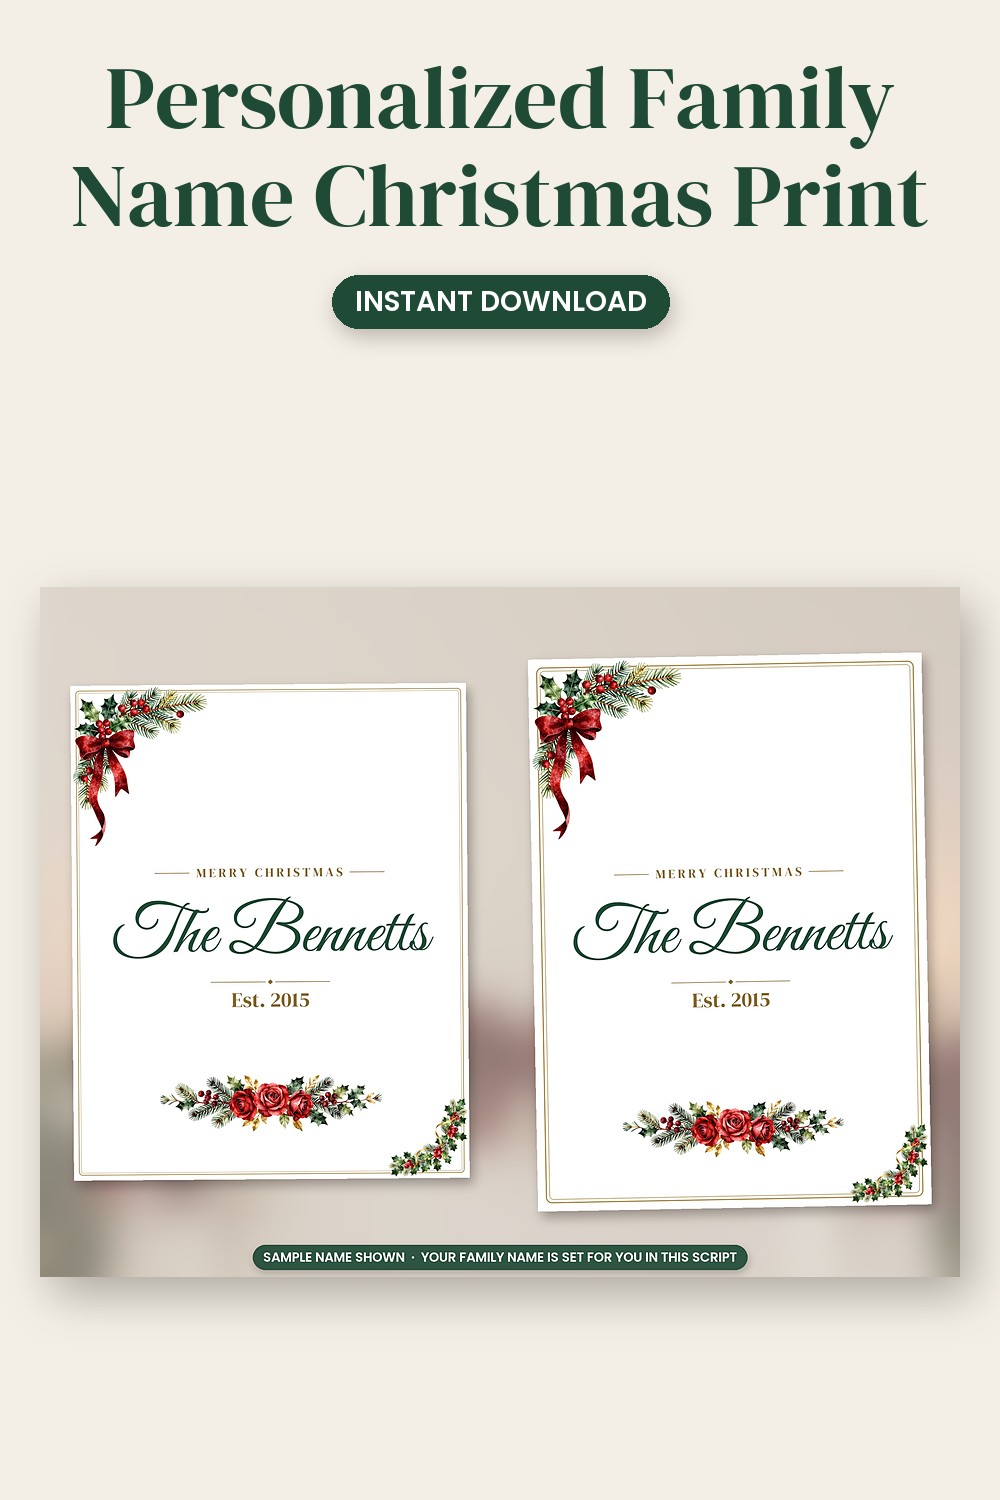 Personalized Family
Name Christmas Print
INSTANT DOWNLOAD
MERRY CHRISTMAS
The Bennetts
Est. 2015
MERRY CHRISTMAS
The Bennetts
Est. 2015
SAMPLE NAME SHOWN · YOUR FAMILY NAME IS SET FOR YOU IN THIS SCRIPT